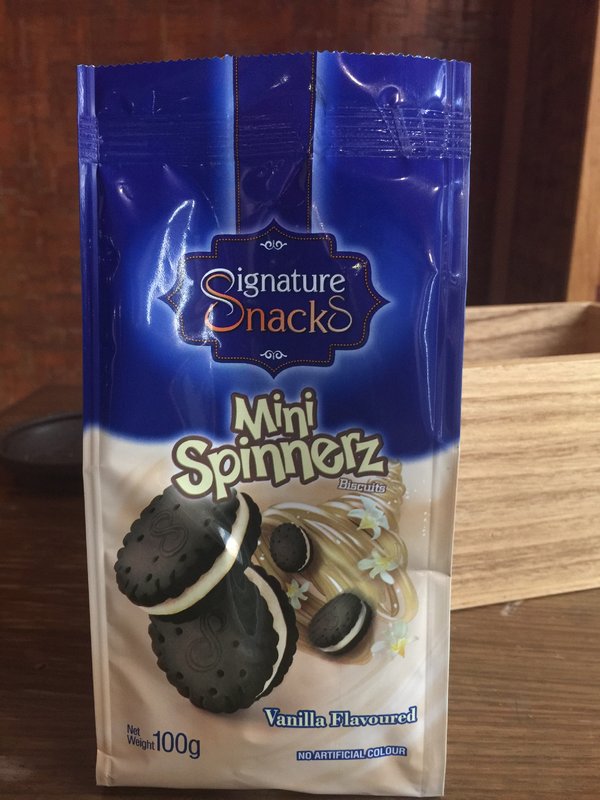 Signature
Snacks
Mini
Spinnerz
Biscuits
Vanilla Flavoured
Net
Weight 100g
NO ARTIFICIAL COLOUR